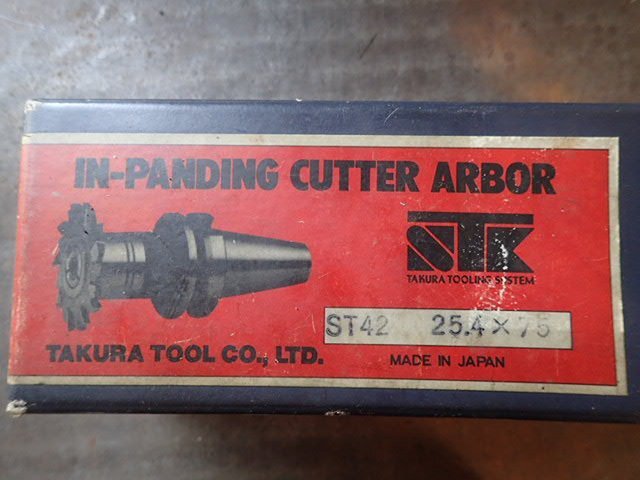 IN-PANDING CUTTER ARBOR
STK
TAKURA TOOLING SYSTEM
ST42 25.4×75
TAKURA TOOL CO., LTD.
MADE IN JAPAN